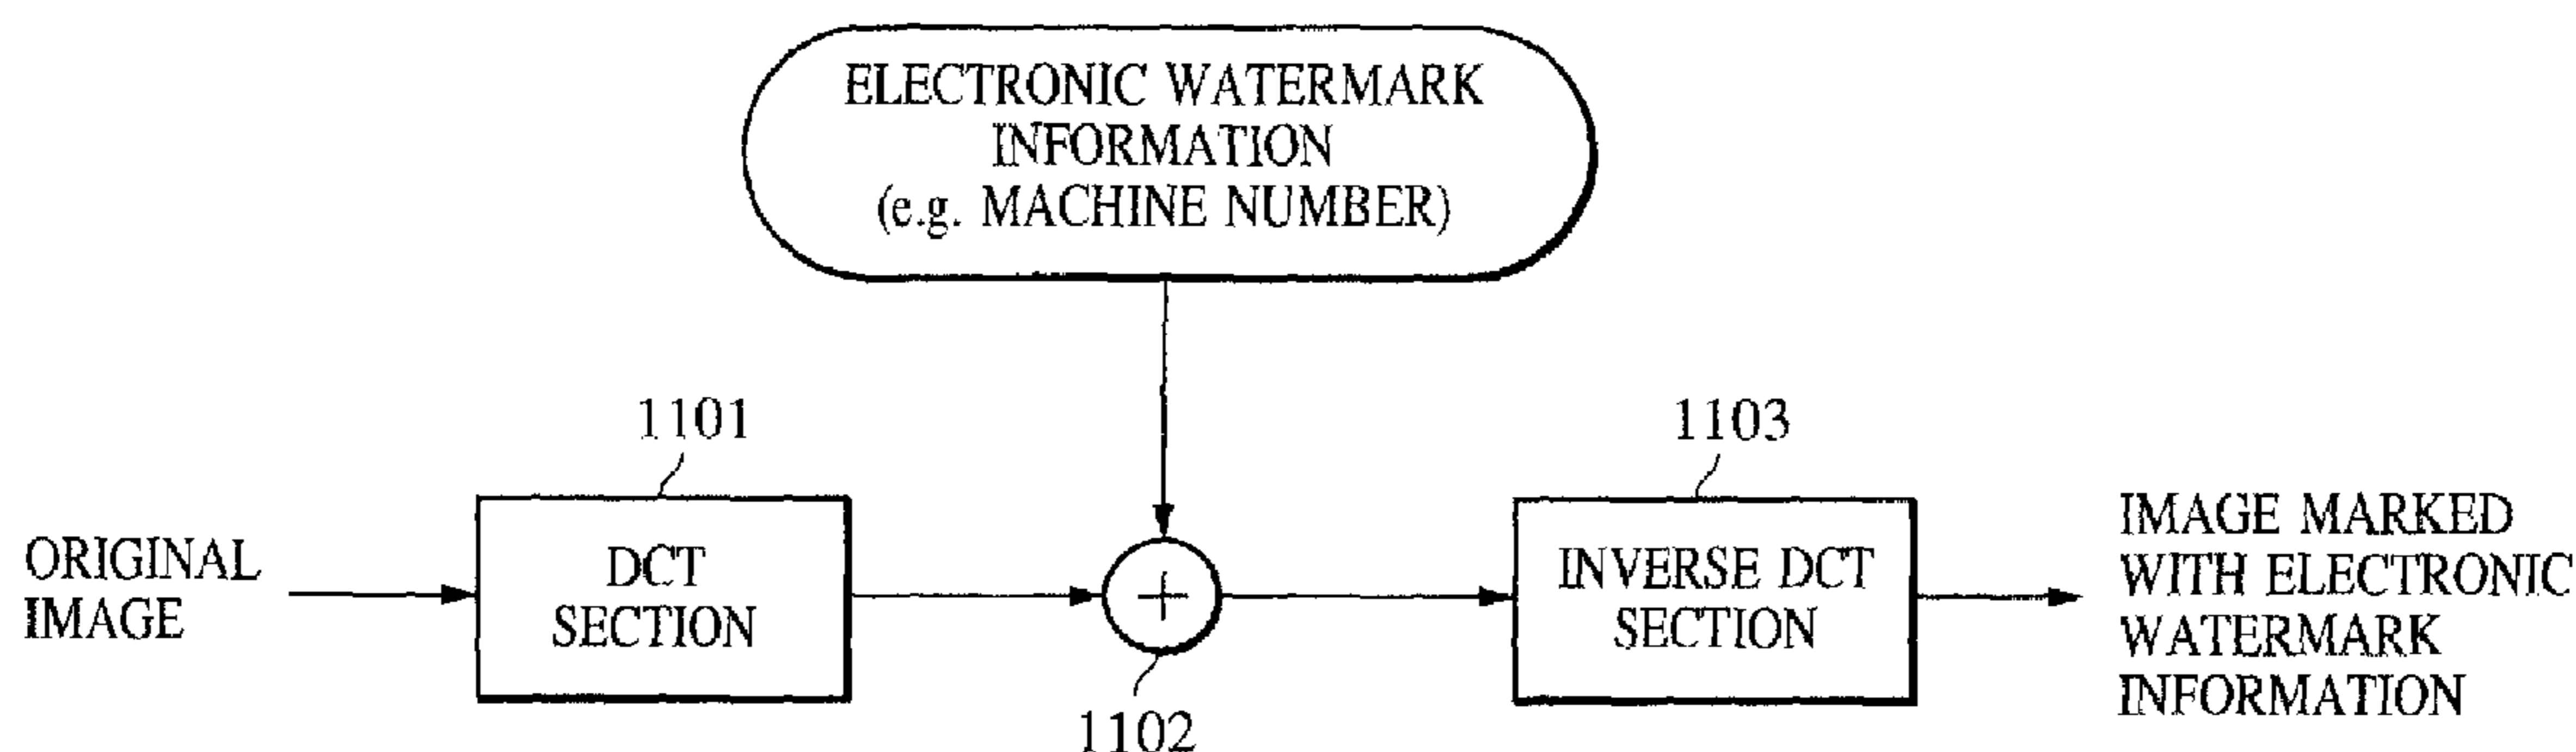 ELECTRONIC WATERMARK
INFORMATION
(e.g. MACHINE NUMBER)
1101
1103
ORIGINAL
IMAGE
DCT
SECTION
+
INVERSE DCT
SECTION
IMAGE MARKED
WITH ELECTRONIC
WATERMARK
INFORMATION
1102